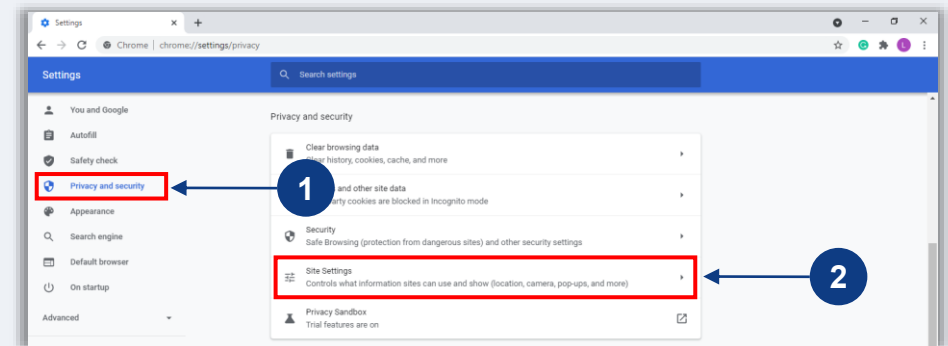 Settings
Chrome | chrome://settings/privacy
L
Settings
Search settings
You and Google
Autofill
Safety check
Privacy and security
Appearance
Search engine
Default browser
On startup
Advanced
Privacy and security
Clear browsing data
Clear history, cookies, cache, and more
and other site data
party cookies are blocked in Incognito mode
Security
Safe Browsing (protection from dangerous sites) and other security settings
Site Settings
Controls what information sites can use and show (location, camera, pop-ups, and more)
Privacy Sandbox
Trial features are on
1
2